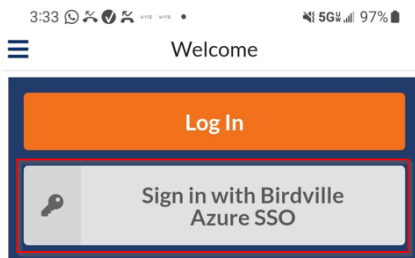 3:33 5G 97%
Welcome
Log In
Sign in with Birdville
Azure SSO